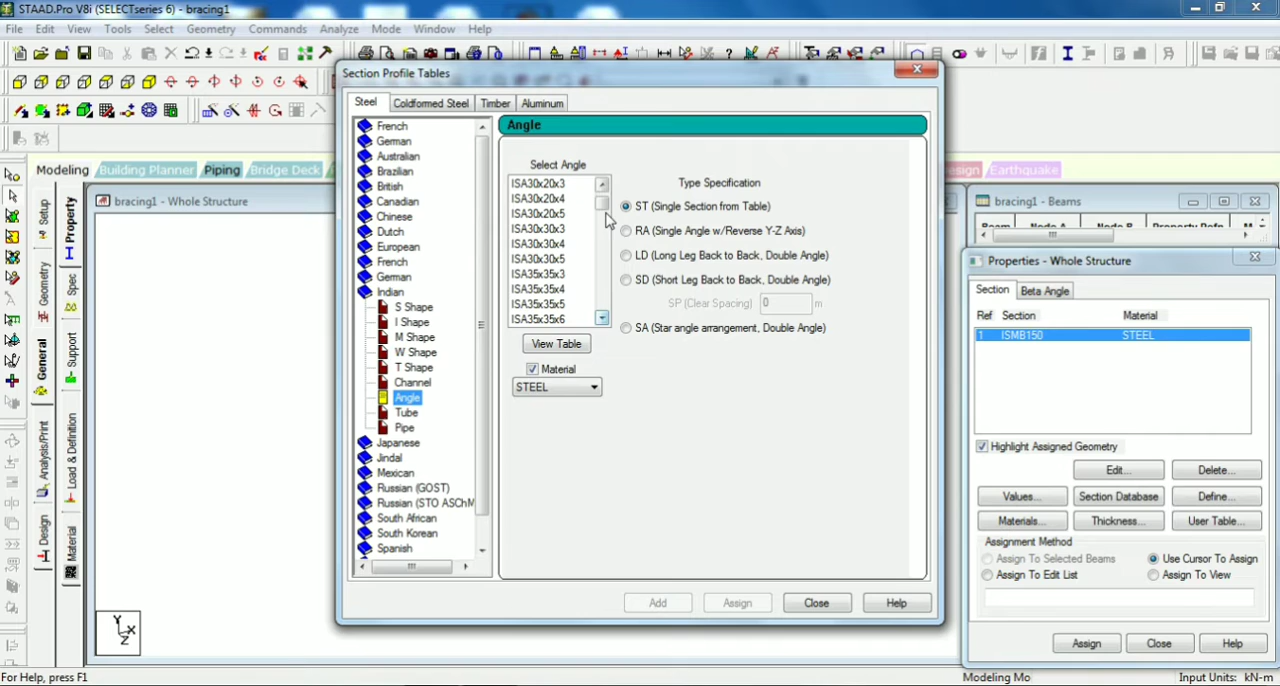 STAAD.Pro V8i (SELECTseries 6) - bracing1
File Edit View Tools Select Geometry Commands Analyze Mode Window Help
Modeling Building Planner Piping Bridge Deck Earthquake
bracing1 - Whole Structure
Setup
Geometry
General
Analysis/Print
Design
Property
Spec
Support
Load & Definition
Material
Section Profile Tables
Steel Coldformed Steel Timber Aluminum
French
German
Australian
Brazilian
British
Canadian
Chinese
Dutch
European
French
German
Indian
S Shape
I Shape
M Shape
W Shape
T Shape
Channel
Angle
Tube
Pipe
Japanese
Jindal
Mexican
Russian (GOST)
Russian (STO ASChM
South African
South Korean
Spanish
Angle
Select Angle
ISA30x20x3
ISA30x20x4
ISA30x20x5
ISA30x30x3
ISA30x30x4
ISA30x30x5
ISA35x35x3
ISA35x35x4
ISA35x35x5
ISA35x35x6
View Table
Material
STEEL
Type Specification
ST (Single Section from Table)
RA (Single Angle w/Reverse Y-Z Axis)
LD (Long Leg Back to Back, Double Angle)
SD (Short Leg Back to Back, Double Angle)
SP (Clear Spacing) 0 m
SA (Star angle arrangement, Double Angle)
Add Assign Close Help
bracing1 - Beams
Properties - Whole Structure
Section Beta Angle
Ref Section Material
1 ISMB150 STEEL
Highlight Assigned Geometry
Edit... Delete...
Values... Section Database Define...
Materials... Thickness... User Table...
Assignment Method
Assign To Selected Beams Use Cursor To Assign
Assign To Edit List Assign To View
Assign Close Help
Y
X
Z
For Help, press F1 Modeling Mo Input Units: kN-m